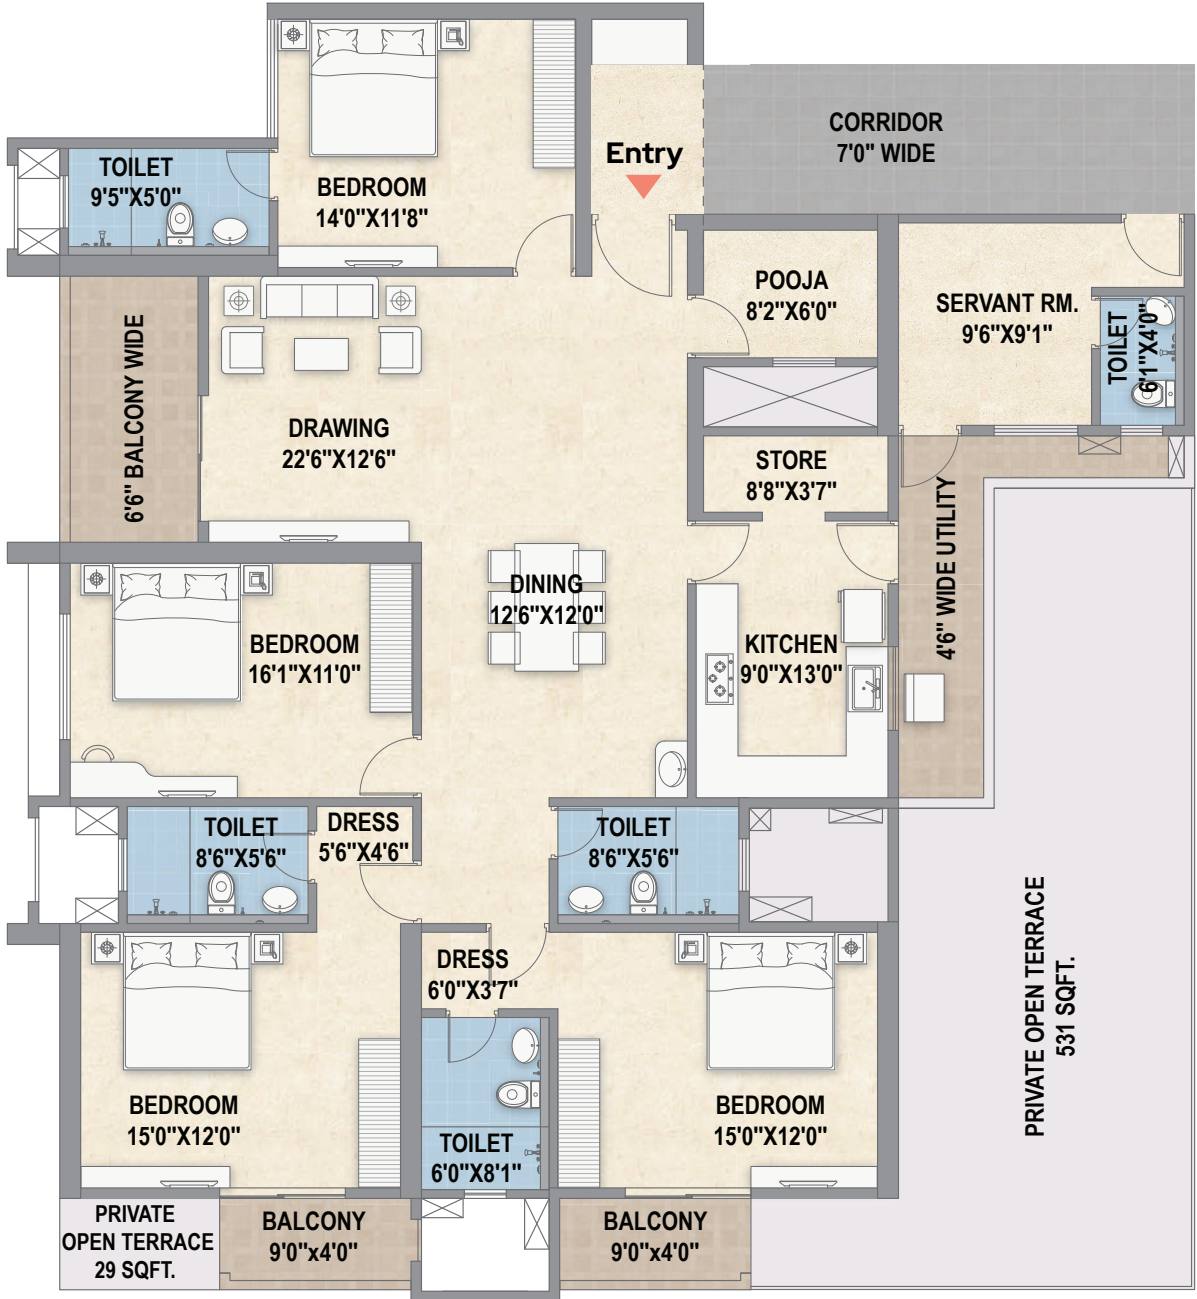 CORRIDOR
7'0" WIDE
Entry
TOILET
9'5"X5'0"
BEDROOM
14'0"X11'8"
POOJA
8'2"X6'0"
SERVANT RM.
9'6"X9'1"
TOILET
6'1"X4'0"
6'6" BALCONY WIDE
DRAWING
22'6"X12'6"
STORE
8'8"X3'7"
4'6" WIDE UTILITY
DINING
12'6"X12'0"
BEDROOM
16'1"X11'0"
KITCHEN
9'0"X13'0"
TOILET
8'6"X5'6"
DRESS
5'6"X4'6"
TOILET
8'6"X5'6"
PRIVATE OPEN TERRACE
531 SQFT.
DRESS
6'0"X3'7"
BEDROOM
15'0"X12'0"
TOILET
6'0"X8'1"
BEDROOM
15'0"X12'0"
PRIVATE
OPEN TERRACE
29 SQFT.
BALCONY
9'0"x4'0"
BALCONY
9'0"x4'0"